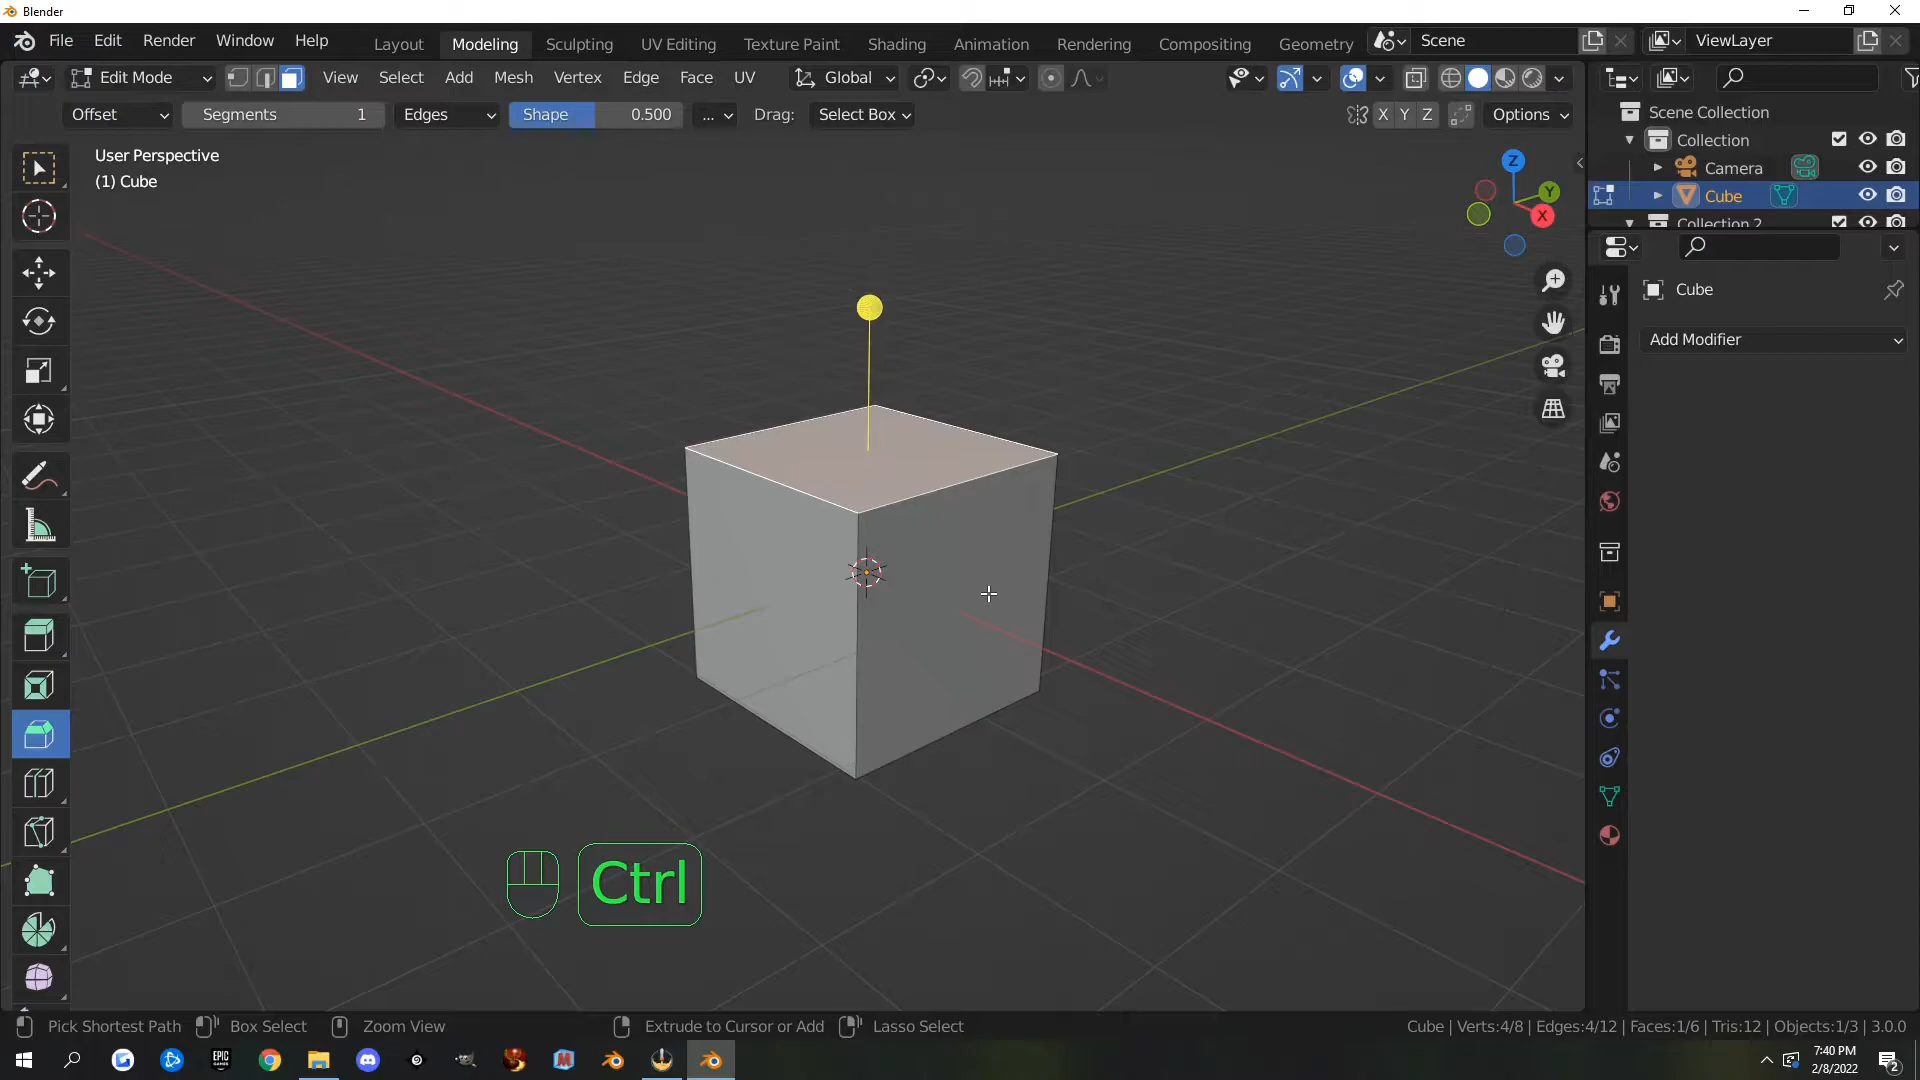 Blender
File Edit Render Window Help Layout Modeling Sculpting UV Editing Texture Paint Shading Animation Rendering Compositing Geometry Scene ViewLayer
Edit Mode View Select Add Mesh Vertex Edge Face UV Global
Offset Segments 1 Edges Shape 0.500 ... Drag: Select Box X Y Z Options
Scene Collection
Collection
Camera
Cube
Collection 2
User Perspective
(1) Cube
Z
Y
X
Cube
Add Modifier
Ctrl
Pick Shortest Path Box Select Zoom View Extrude to Cursor or Add Lasso Select Cube | Verts:4/8 | Edges:4/12 | Faces:1/6 | Tris:12 | Objects:1/3 | 3.0.0
EPIC GAMES
M
7:40 PM
2/8/2022
2